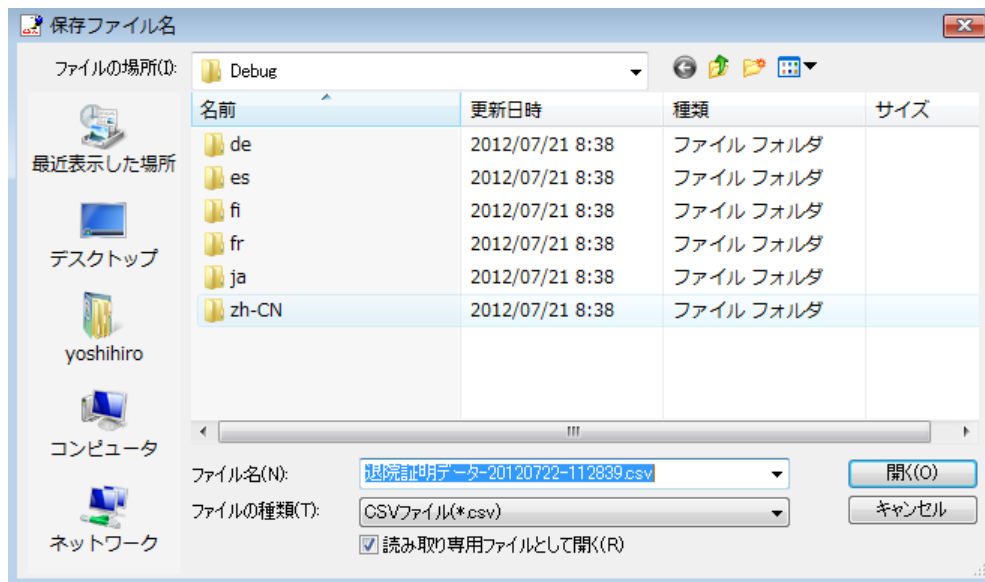 保存ファイル名
ファイルの場所(I):
Debug
最近表示した場所
デスクトップ
yoshihiro
コンピュータ
ネットワーク
名前 更新日時 種類 サイズ
de 2012/07/21 8:38 ファイル フォルダ
es 2012/07/21 8:38 ファイル フォルダ
fi 2012/07/21 8:38 ファイル フォルダ
fr 2012/07/21 8:38 ファイル フォルダ
ja 2012/07/21 8:38 ファイル フォルダ
zh-CN 2012/07/21 8:38 ファイル フォルダ
ファイル名(N): 退院証明データ-20120722-112839.csv 開く(O)
ファイルの種類(T): CSVファイル(*.csv) キャンセル
読み取り専用ファイルとして開く(R)